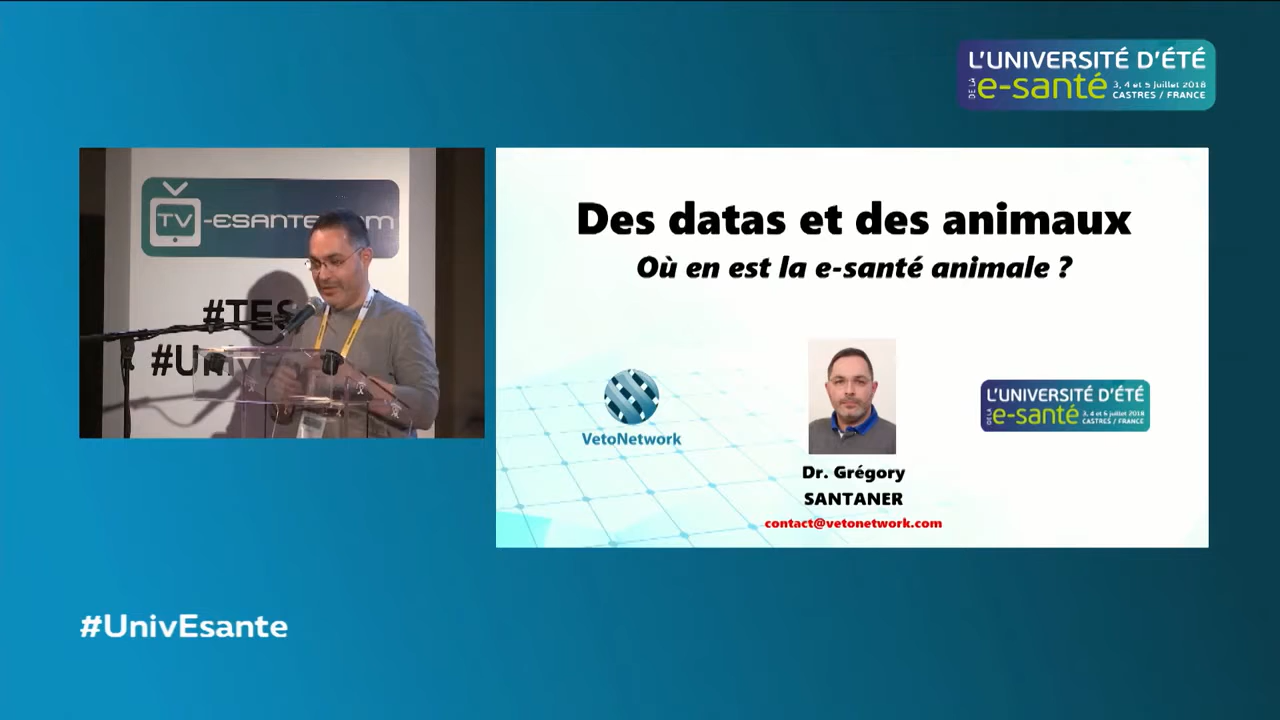 L'UNIVERSITÉ D'ÉTÉ
DE LA e-santé 3, 4 et 5 juillet 2018
CASTRES / FRANCE
TV-ESANTE.COM
#TES
#Univ
Des datas et des animaux
Où en est la e-santé animale ?
VetoNetwork
L'UNIVERSITÉ D'ÉTÉ
DE LA e-santé 3, 4 et 5 juillet 2018
CASTRES / FRANCE
Dr. Grégory
SANTANER
contact@vetonetwork.com
#UnivEsante